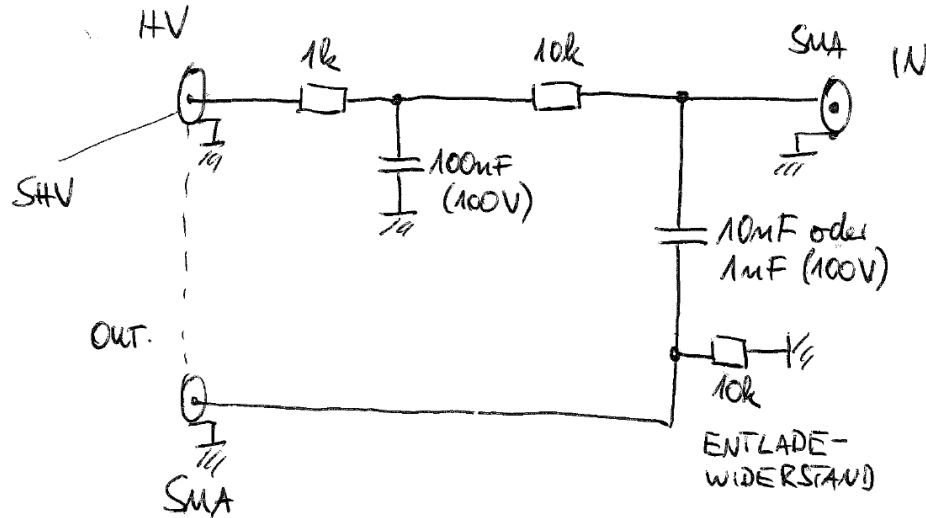 HV
1k
10k
SMA
IN
SHV
100nF
(100V)
10nF oder
1nF (100V)
OUT.
10k
ENTLADE-
WIDERSTAND
SMA